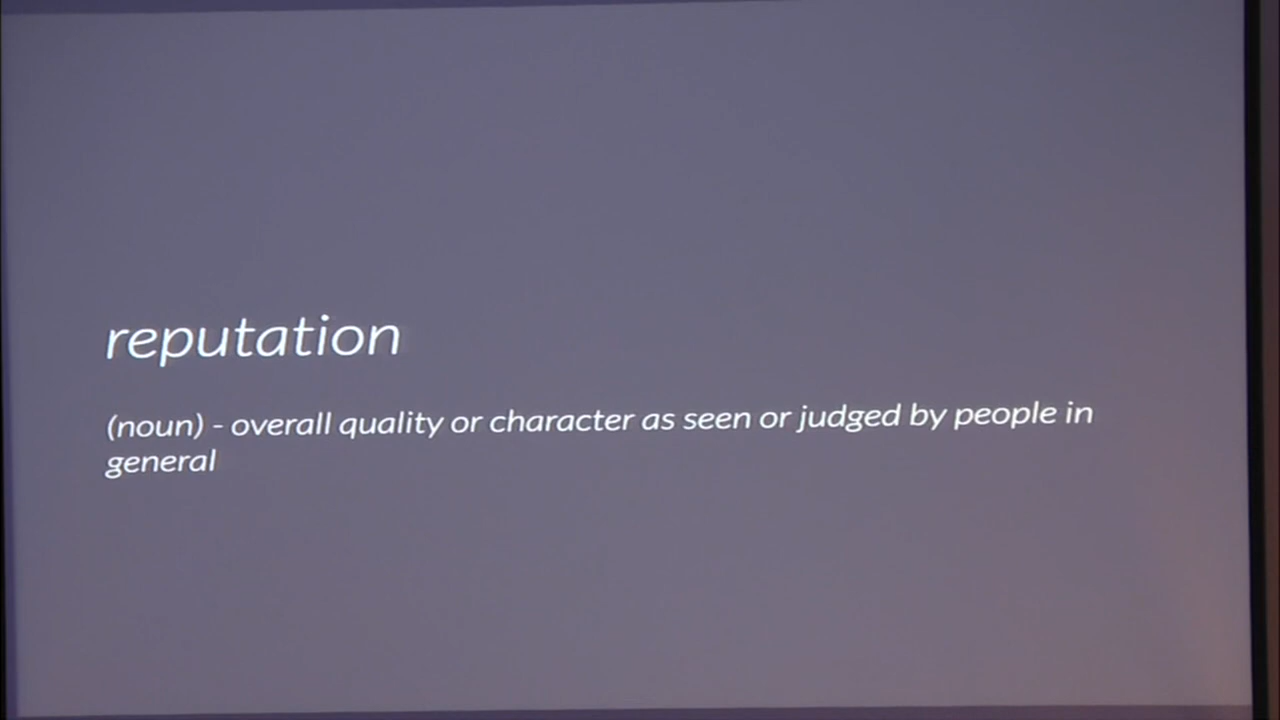 reputation
(noun) - overall quality or character as seen or judged by people in
general